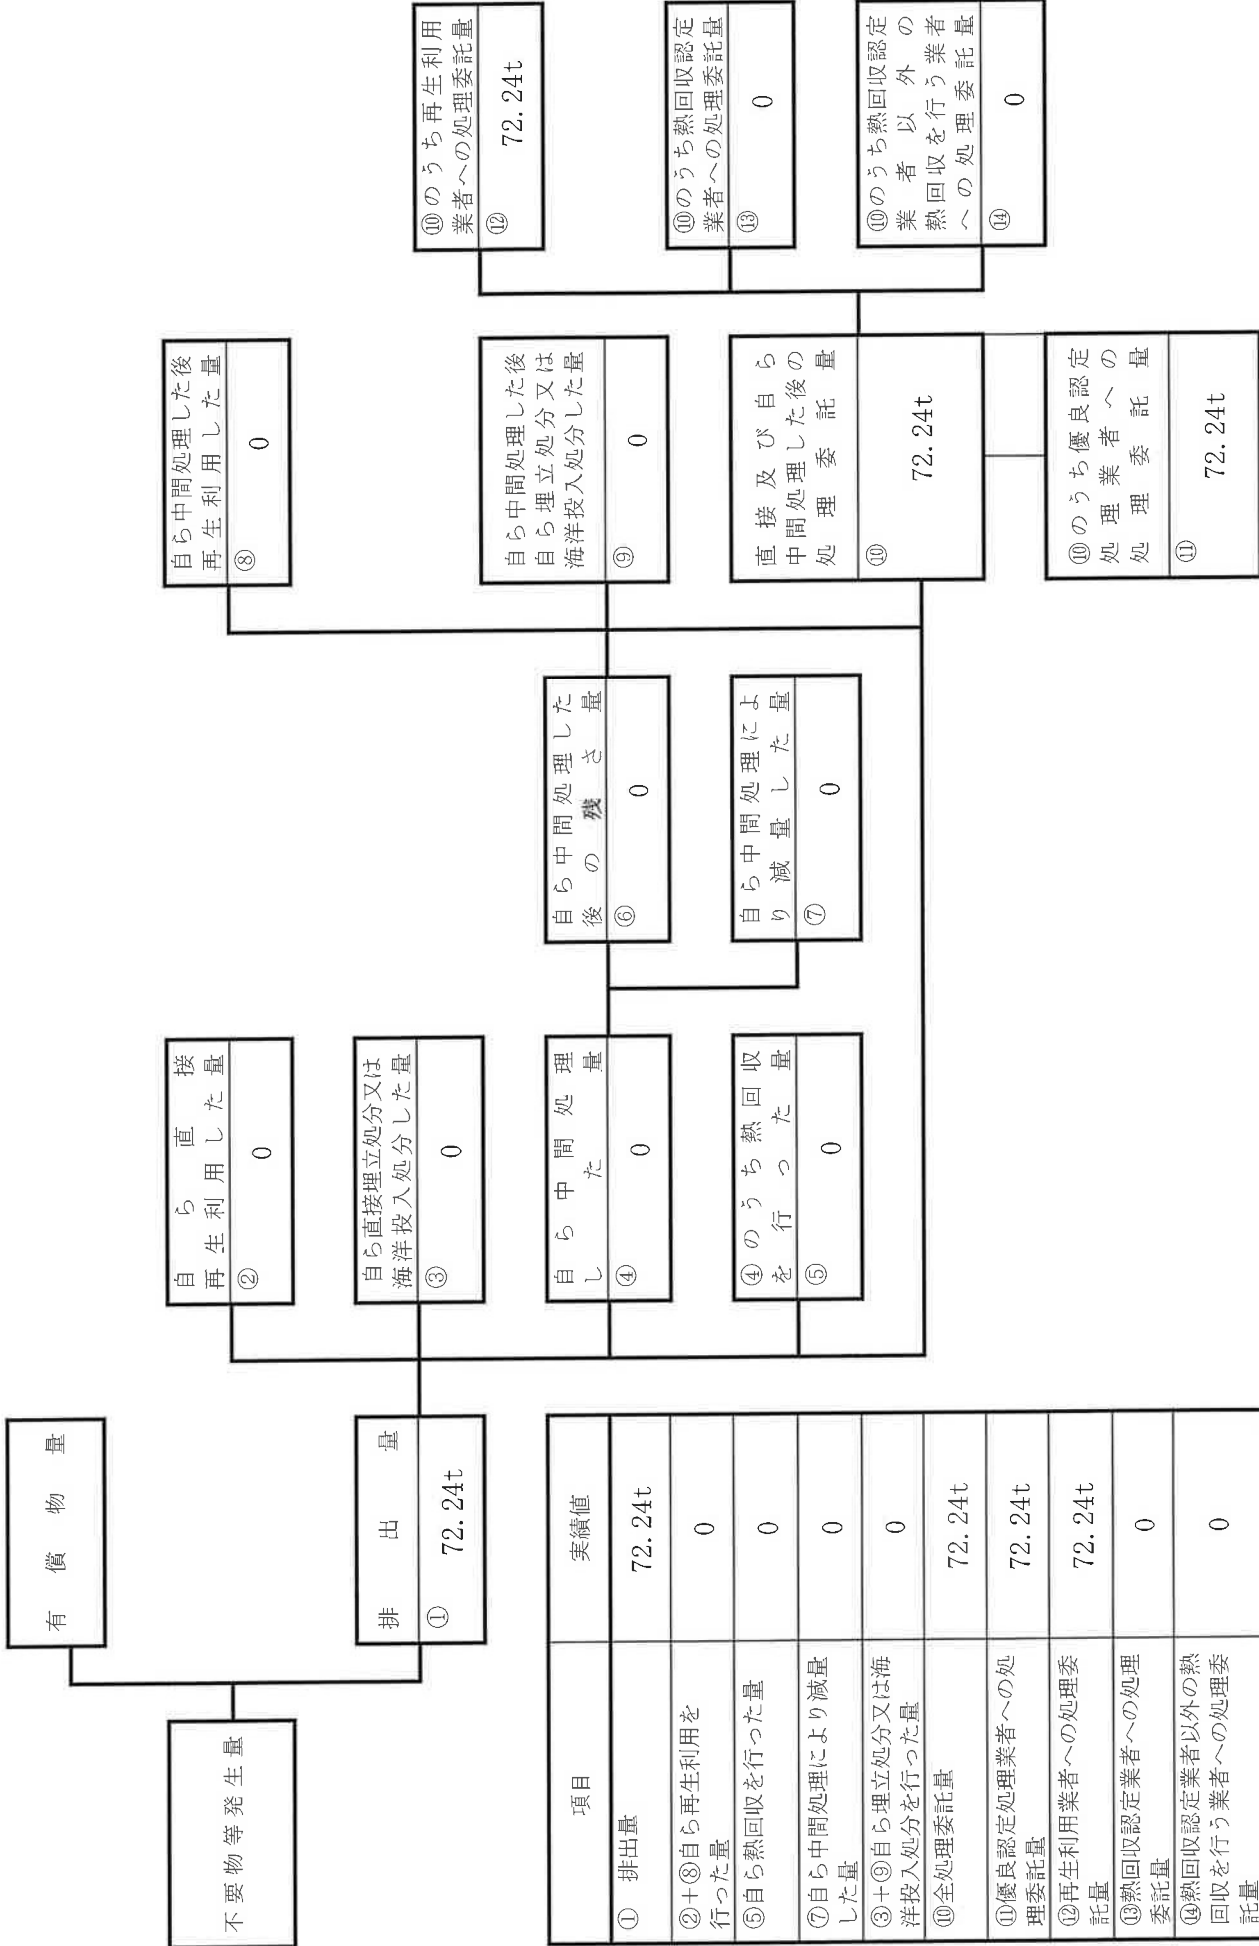 有償物量
不要物等発生量
排出量
① 72.24t
自ら直接
再生利用した量
② 0
自ら直接埋立処分又は
海洋投入処分した量
③ 0
自ら中間処理
した量
④ 0
④のうち熱回収
を行った量
⑤ 0
自ら中間処理した
後の残さ量
⑥ 0
自ら中間処理によ
り減量した量
⑦ 0
自ら中間処理した後
再生利用した量
⑧ 0
自ら中間処理した後
自ら埋立処分又は
海洋投入処分した量
⑨ 0
直接及び自ら
中間処理した後の
処理委託量
⑩ 72.24t
⑩のうち優良認定
処理業者への
処理委託量
⑪ 72.24t
⑩のうち再生利用
業者への処理委託量
⑫ 72.24t
⑩のうち熱回収認定
業者への処理委託量
⑬ 0
⑩のうち熱回収認定
業者以外の
熱回収を行う業者
への処理委託量
⑭ 0
項目 実績値
① 排出量 72.24t
②+⑧自ら再生利用を
行った量 0
⑤自ら熱回収を行った量 0
⑦自ら中間処理により減量
した量 0
③+⑨自ら埋立処分又は海
洋投入処分を行った量 0
⑩全処理委託量 72.24t
⑪優良認定処理業者への処
理委託量 72.24t
⑫再生利用業者への処理委
託量 72.24t
⑬熱回収認定業者への処理
委託量 0
⑭熱回収認定業者以外の熱
回収を行う業者への処理委
託量 0